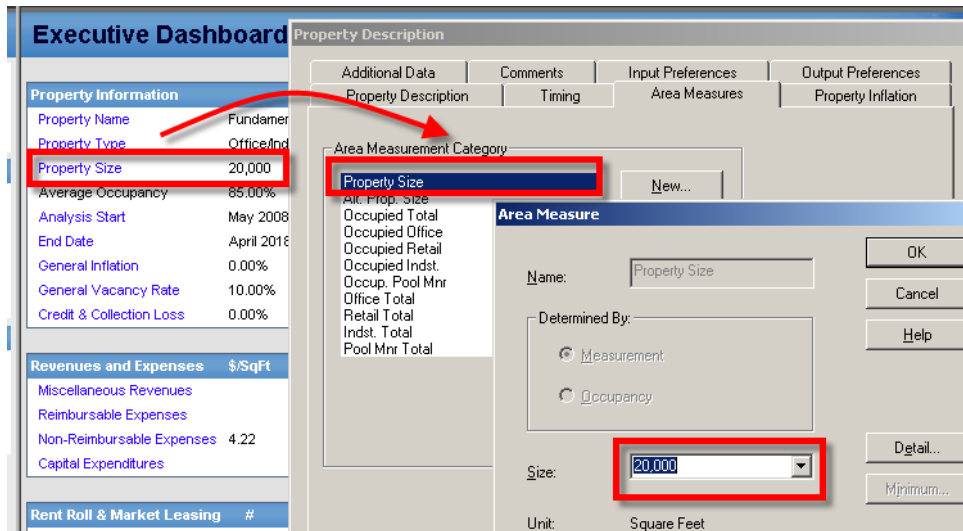 Executive Dashboard
Property Information
Property Name Fundamen
Property Type Office/Ind
Property Size 20,000
Average Occupancy 85.00%
Analysis Start May 2008
End Date April 2018
General Inflation 0.00%
General Vacancy Rate 10.00%
Credit & Collection Loss 0.00%
Revenues and Expenses $/SqFt
Miscellaneous Revenues
Reimbursable Expenses
Non-Reimbursable Expenses 4.22
Capital Expenditures
Rent Roll & Market Leasing #
Property Description
Additional Data Comments Input Preferences Output Preferences
Property Description Timing Area Measures Property Inflation
Area Measurement Category
Property Size
Alt. Prop. Size
Occupied Total
Occupied Office
Occupied Retail
Occupied Indst.
Occup. Pool Mnr
Office Total
Retail Total
Indst. Total
Pool Mnr Total
New...
Area Measure
Name: Property Size
Determined By:
Measurement
Occupancy
Size: 20,000
Unit: Square Feet
OK
Cancel
Help
Detail...
Minimum...